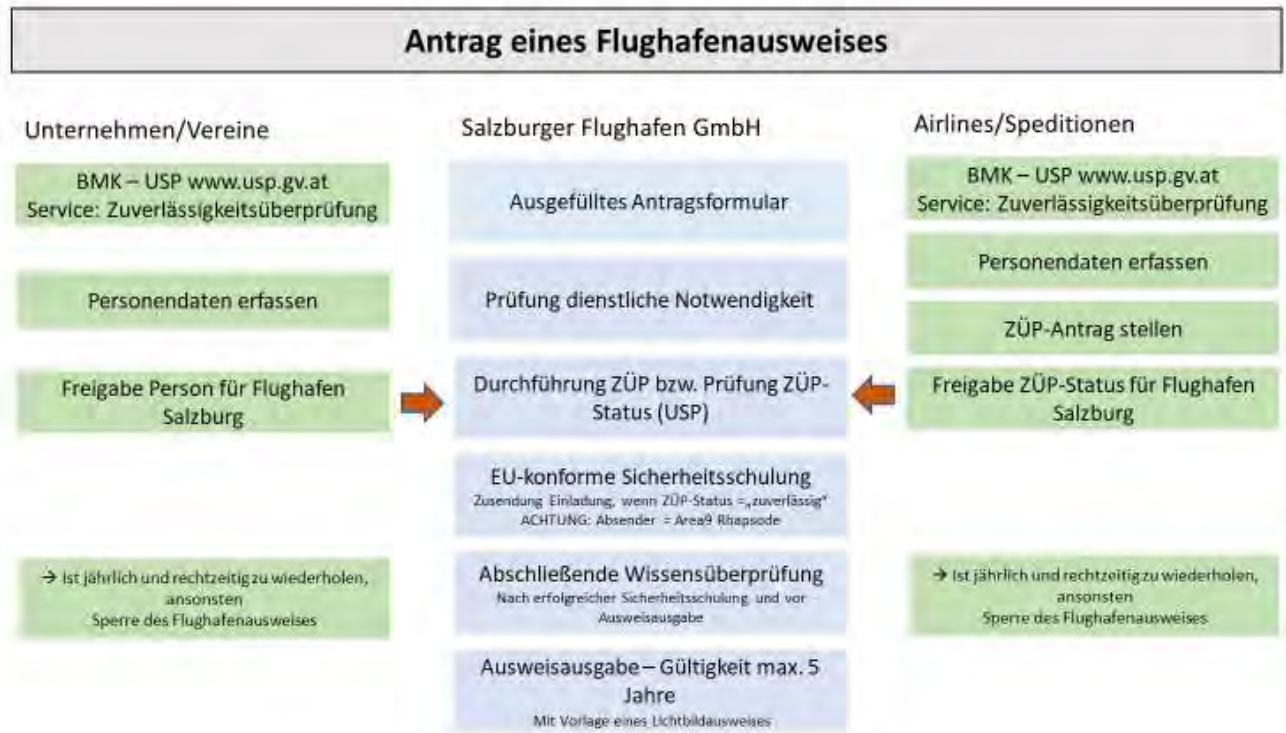 Antrag eines Flughafenausweises
Unternehmen/Vereine
BMK – USP www.usp.gv.at
Service: Zuverlässigkeitsüberprüfung
Personendaten erfassen
Freigabe Person für Flughafen
Salzburg
→ Ist jährlich und rechtzeitig zu wiederholen,
ansonsten
Sperre des Flughafenausweises
Salzburger Flughafen GmbH
Ausgefülltes Antragsformular
Prüfung dienstliche Notwendigkeit
Durchführung ZÜP bzw. Prüfung ZÜP-
Status (USP)
EU-konforme Sicherheitsschulung
Zusendung Einladung, wenn ZÜP-Status =„zuverlässig“
ACHTUNG: Absender = Area9 Rhapsode
Abschließende Wissensüberprüfung
Nach erfolgreicher Sicherheitsschulung und vor
Ausweisausgabe
Ausweisausgabe – Gültigkeit max. 5
Jahre
Mit Vorlage eines Lichtbildausweises
Airlines/Speditionen
BMK – USP www.usp.gv.at
Service: Zuverlässigkeitsüberprüfung
Personendaten erfassen
ZÜP-Antrag stellen
Freigabe ZÜP-Status für Flughafen
Salzburg
→ Ist jährlich und rechtzeitig zu wiederholen,
ansonsten
Sperre des Flughafenausweises